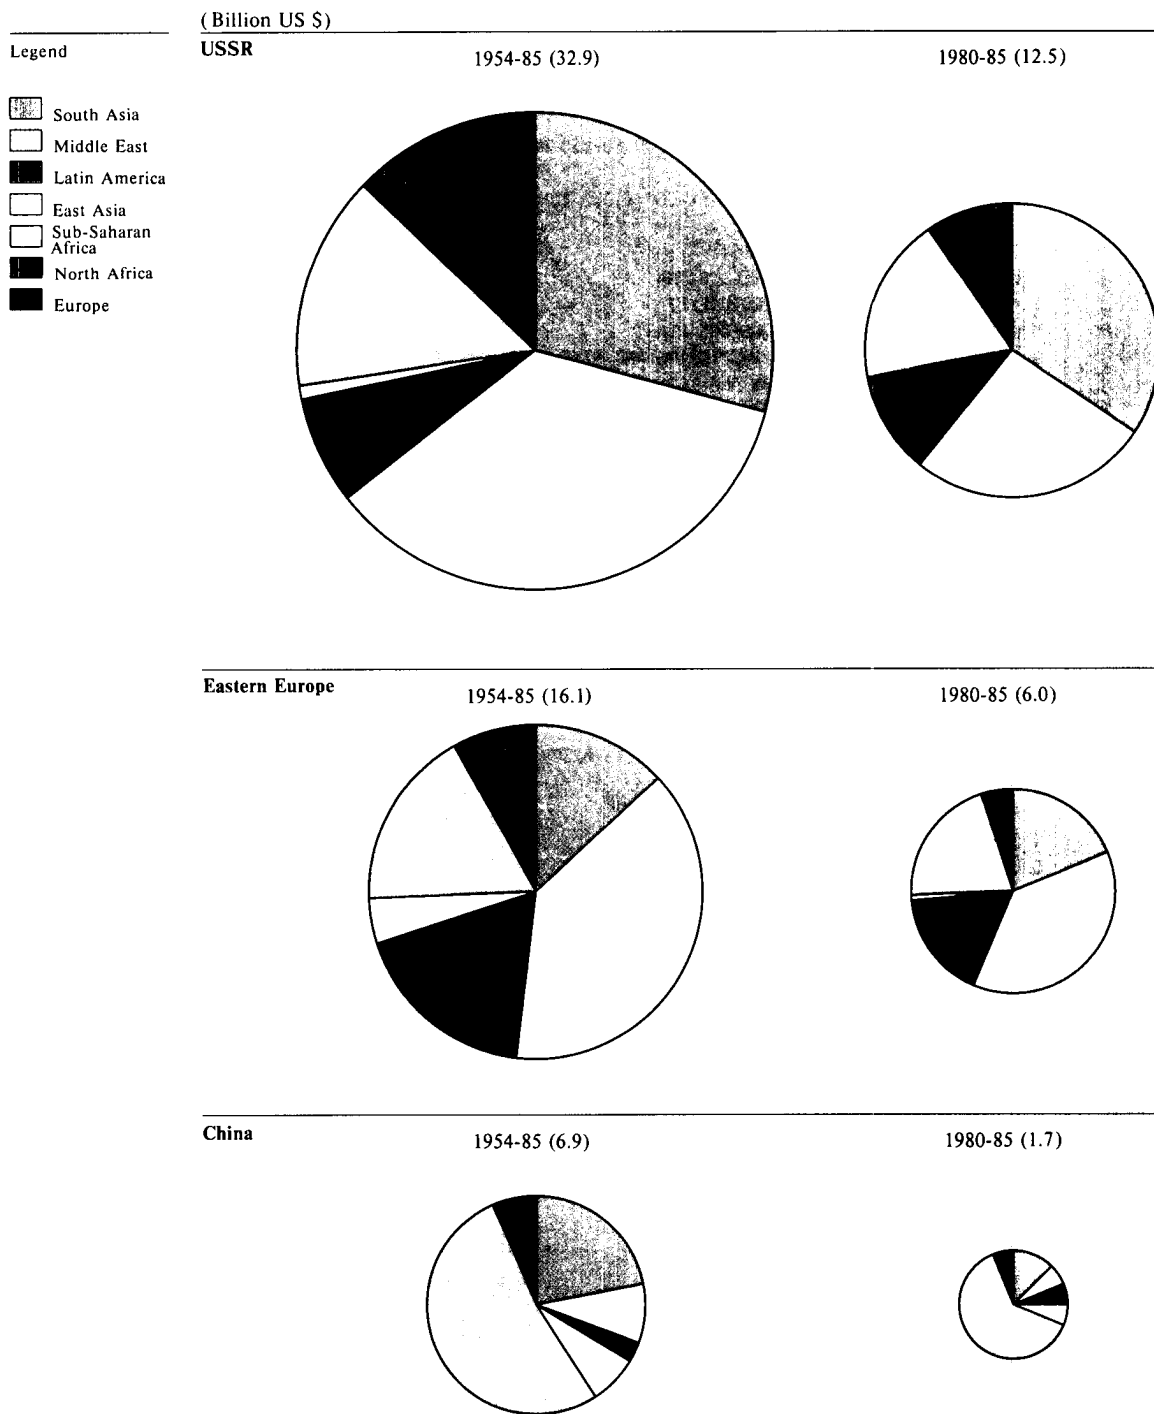 (Billion US $)
Legend
USSR
1954-85 (32.9)
1980-85 (12.5)
South Asia
Middle East
Latin America
East Asia
Sub-Saharan
Africa
North Africa
Europe
Eastern Europe
1954-85 (16.1)
1980-85 (6.0)
China
1954-85 (6.9)
1980-85 (1.7)